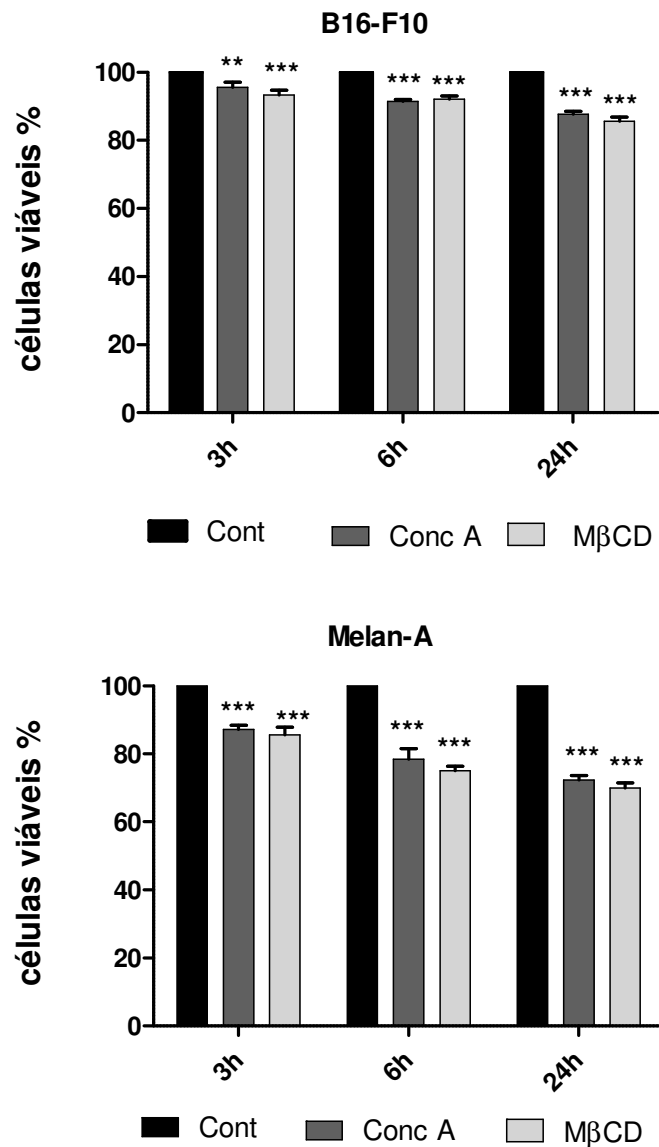 B16-F10
células viáveis %
100
80
60
40
20
0
** *** *** *** *** ***
3h 6h 24h
Cont Conc A MβCD
Melan-A
células viáveis %
100
80
60
40
20
0
*** *** *** *** *** ***
3h 6h 24h
Cont Conc A MβCD